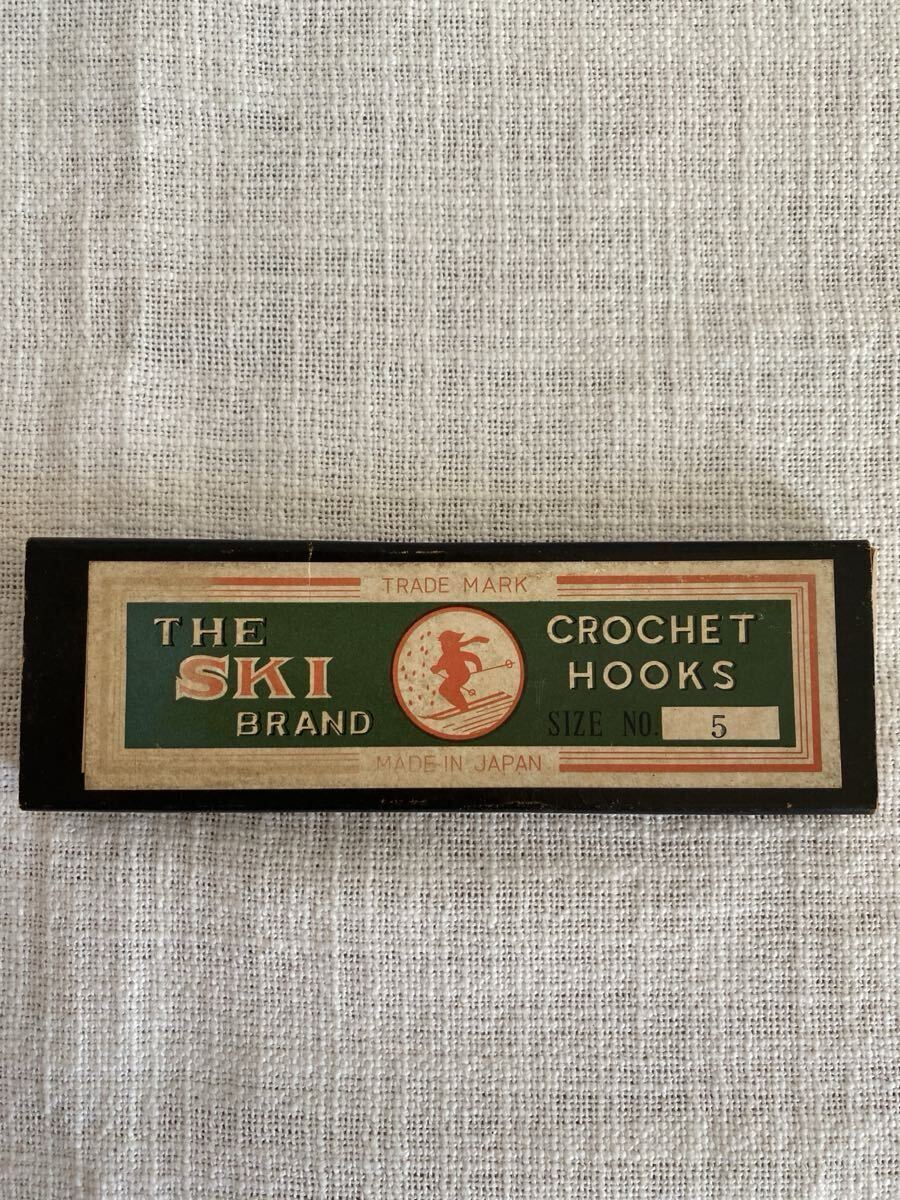 TRADE MARK
THE
SKI
BRAND
CROCHET
HOOKS
SIZE NO. 5
MADE IN JAPAN